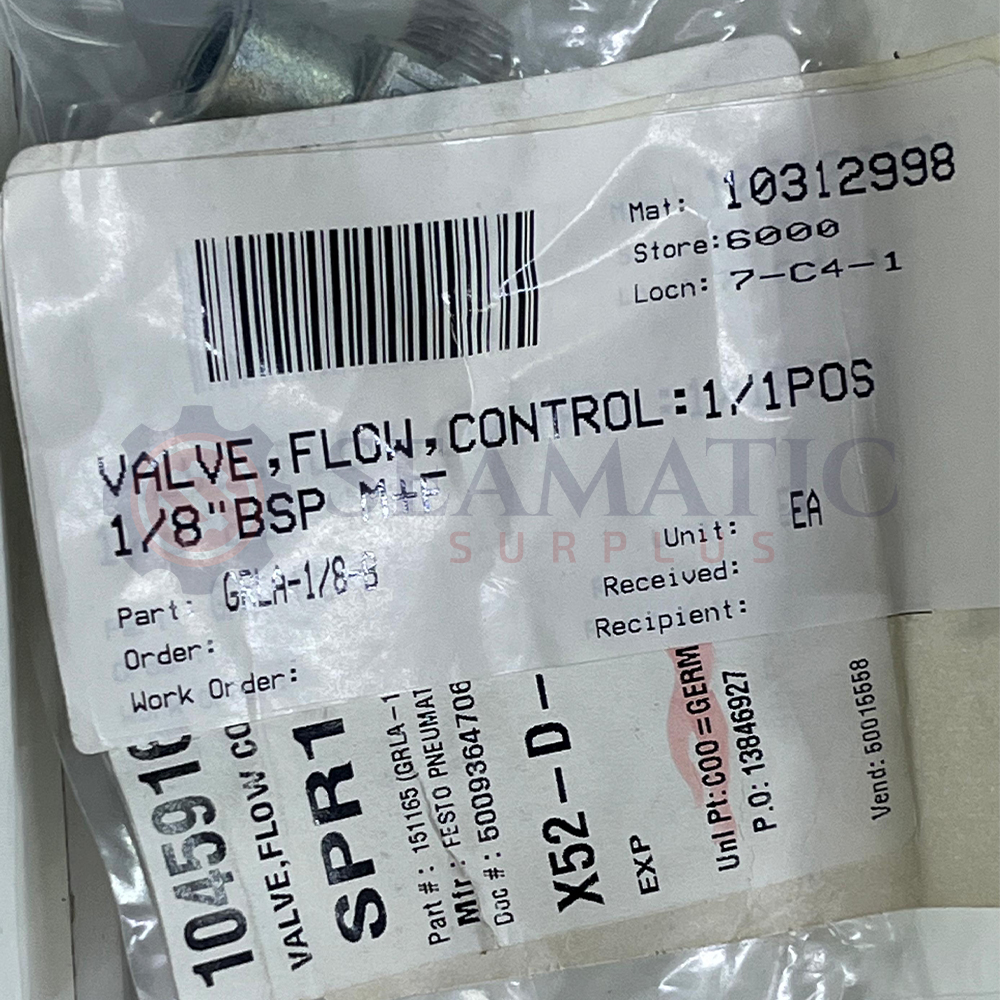 Mat: 10312998
Store: 6000
Locn: 7-C4-1
VALVE,FLOW,CONTROL:1/1POS
1/8"BSP M+F
Unit: EA
Part: GRLA-1/8-B
Received:
Order:
Recipient:
Work Order:
SEAMATIC
SURPLUS
VALVE,FLOW CO
SPR1
Part #: 151165 (GRLA-1
Mfr: FESTO PNEUMAT
Doc #: 5009364706
X52-D-
EXP
Unl Pt: COO=GERM
P.O: 13846927
Vend: 50015558